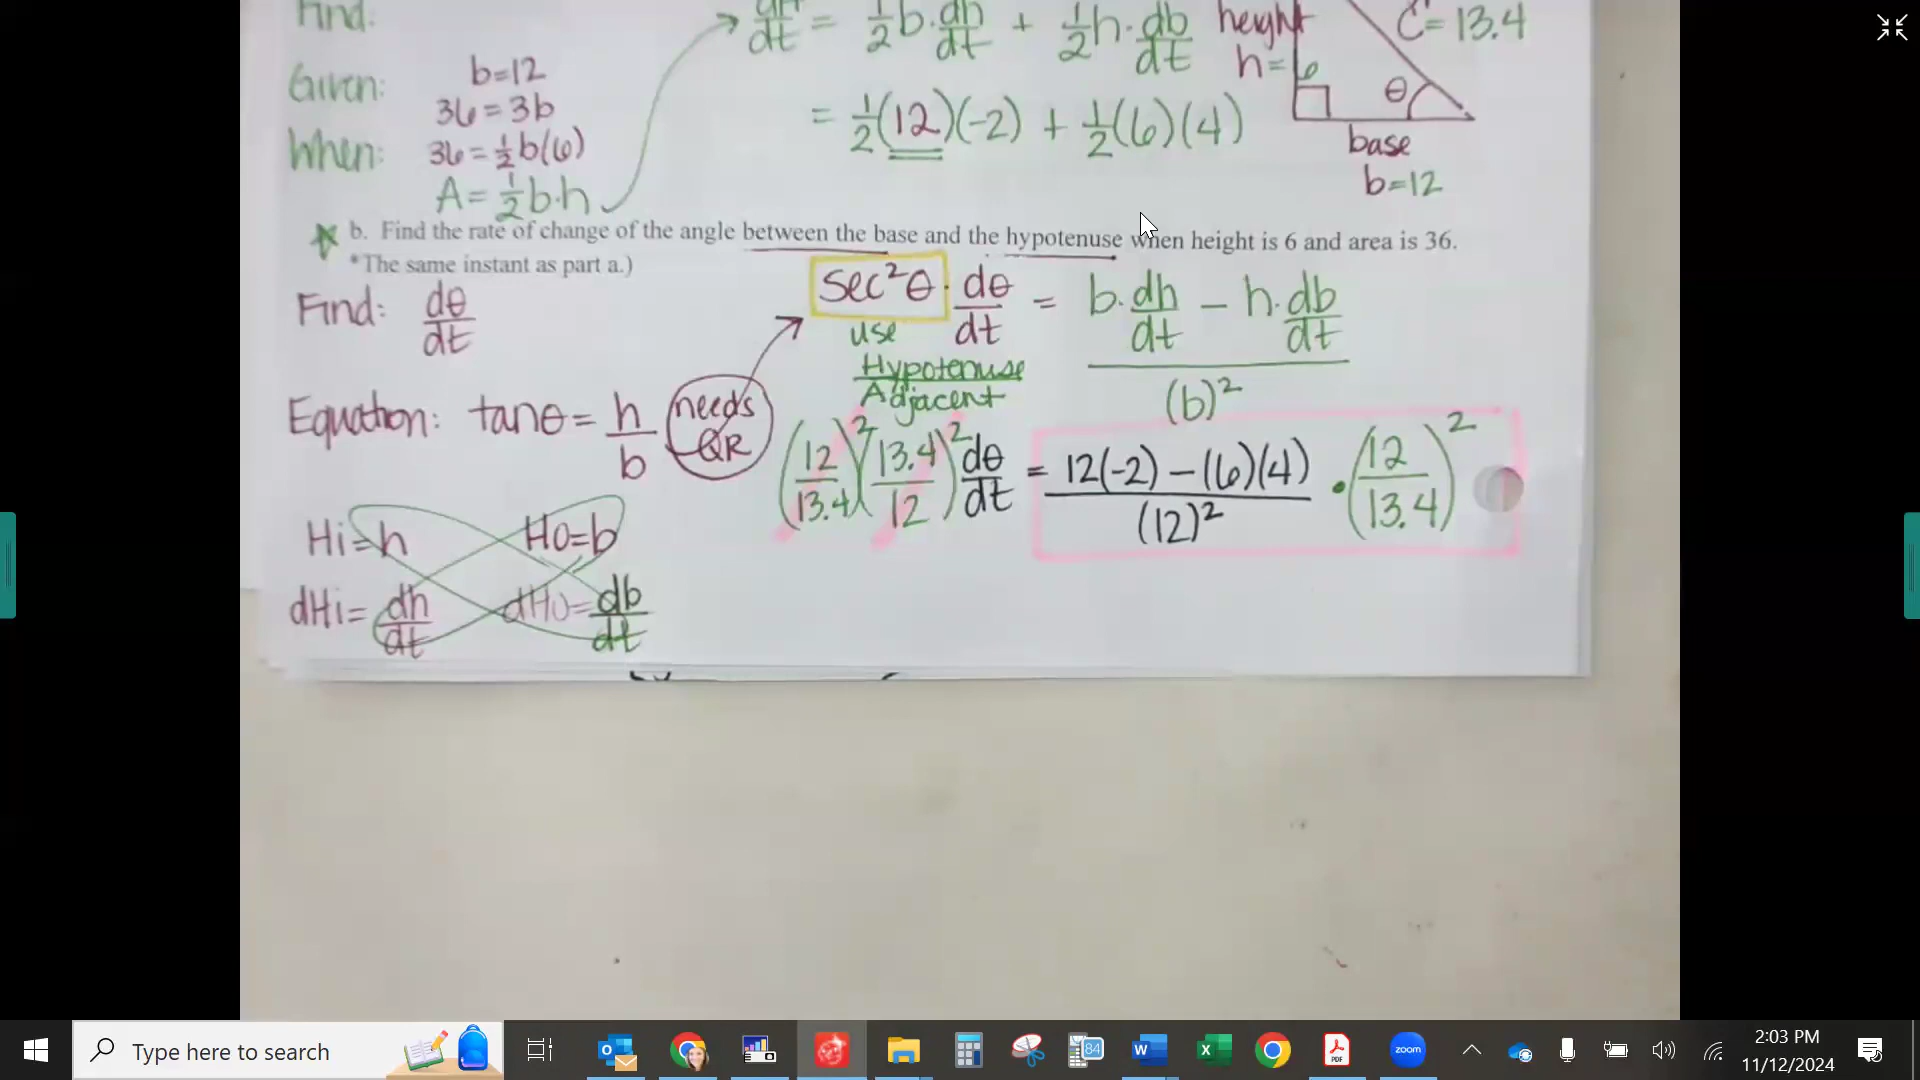 Find:
dA/dt = 1/2 b · dh/dt + 1/2 h · db/dt
height
h = 6
C = 13.4
θ
base
b=12
Given:
When:
b=12
36 = 3b
36 = 1/2 b(6)
A = 1/2 b·h
= 1/2 (12)(-2) + 1/2 (6)(4)
b. Find the rate of change of the angle between the base and the hypotenuse when height is 6 and area is 36.
*The same instant as part a.)
Find: dθ/dt
sec²θ · dθ/dt = (b · dh/dt − h · db/dt) / (b)²
use
Hypotenuse
Adjacent
Equation: tanθ = h/b
needs
QR
(12/13.4)² (13.4/12)² dθ/dt = (12(-2) − (6)(4)) / (12)² · (12/13.4)²
Hi = h
Ho = b
dHi = dh/dt
dHo = db/dt
Type here to search
84
zoom
2:03 PM
11/12/2024